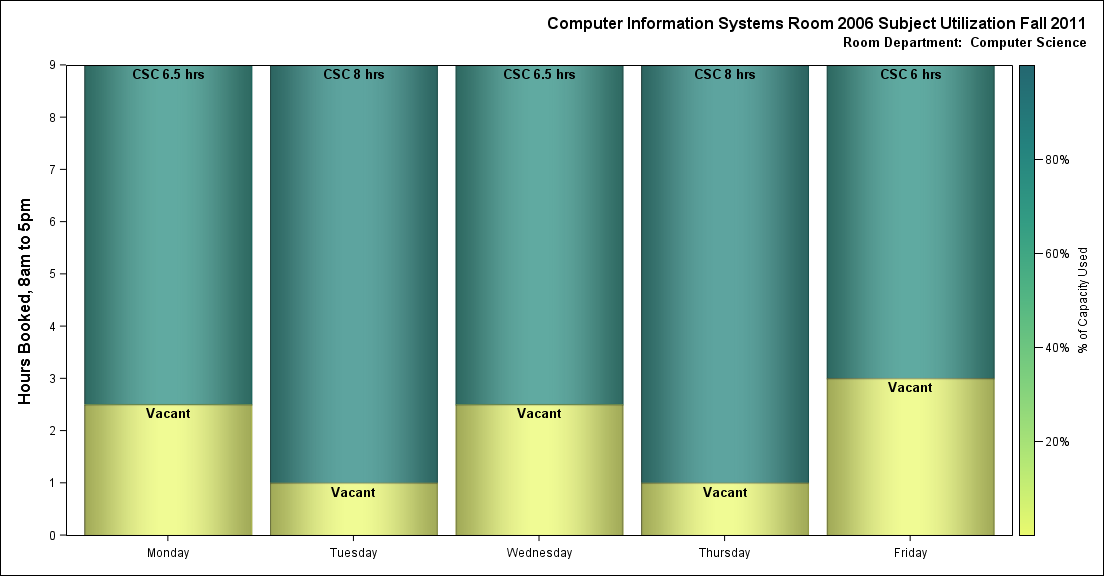 Computer Information Systems Room 2006 Subject Utilization Fall 2011
Room Department:  Computer Science
Hours Booked, 8am to 5pm
9
8
7
6
5
4
3
2
1
0
CSC 6.5 hrs
CSC 8 hrs
CSC 6.5 hrs
CSC 8 hrs
CSC 6 hrs
Vacant
Vacant
Vacant
Vacant
Vacant
Monday
Tuesday
Wednesday
Thursday
Friday
80%
60%
40%
20%
% of Capacity Used